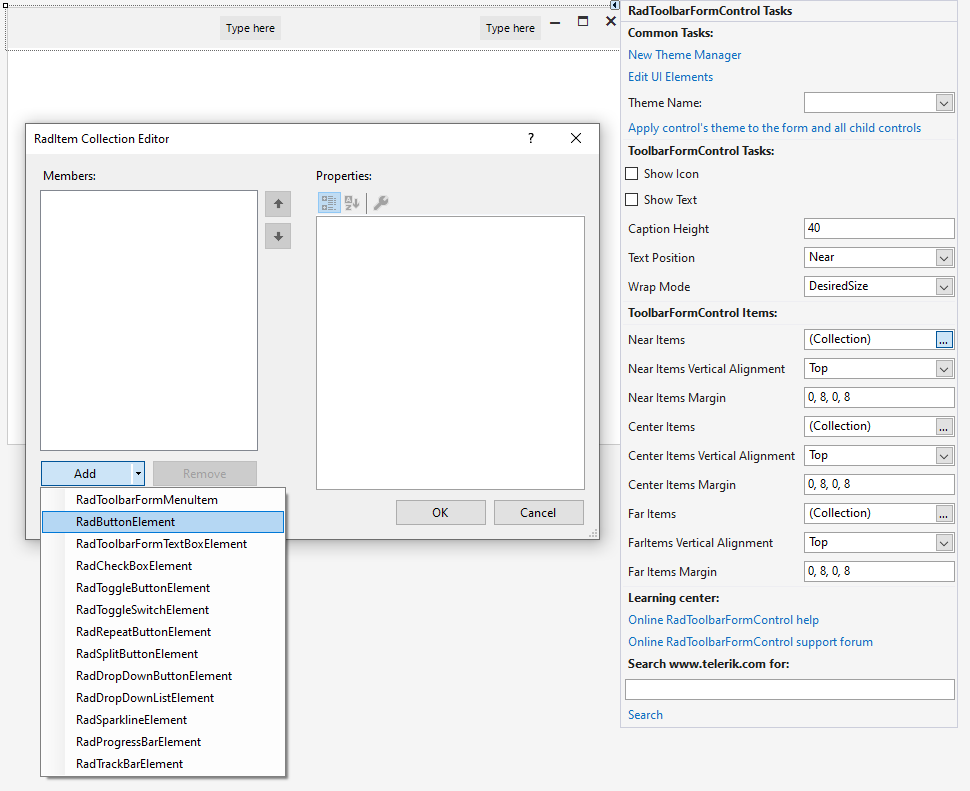 Type here
Type here
RadItem Collection Editor
?
Members:
Properties:
Add
Remove
RadToolbarFormMenuItem
RadButtonElement
RadToolbarFormTextBoxElement
RadCheckBoxElement
RadToggleButtonElement
RadToggleSwitchElement
RadRepeatButtonElement
RadSplitButtonElement
RadDropDownButtonElement
RadDropDownListElement
RadSparklineElement
RadProgressBarElement
RadTrackBarElement
OK
Cancel
RadToolbarFormControl Tasks
Common Tasks:
New Theme Manager
Edit UI Elements
Theme Name:
Apply control's theme to the form and all child controls
ToolbarFormControl Tasks:
Show Icon
Show Text
Caption Height 40
Text Position Near
Wrap Mode DesiredSize
ToolbarFormControl Items:
Near Items (Collection) ...
Near Items Vertical Alignment Top
Near Items Margin 0, 8, 0, 8
Center Items (Collection) ...
Center Items Vertical Alignment Top
Center Items Margin 0, 8, 0, 8
Far Items (Collection) ...
FarItems Vertical Alignment Top
Far Items Margin 0, 8, 0, 8
Learning center:
Online RadToolbarFormControl help
Online RadToolbarFormControl support forum
Search www.telerik.com for:
Search